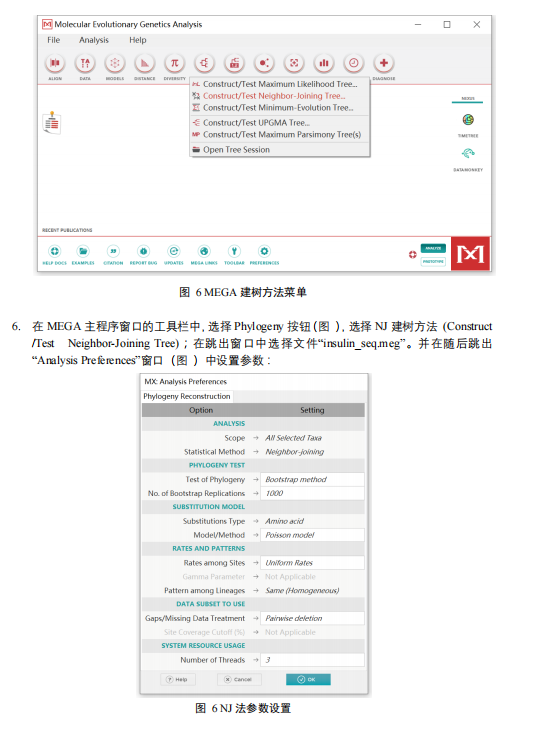 Molecular Evolutionary Genetics Analysis
File Analysis Help
ALIGN DATA MODELS DISTANCE DIVERSITY DIAGNOSE
Construct/Test Maximum Likelihood Tree...
Construct/Test Neighbor-Joining Tree...
Construct/Test Minimum-Evolution Tree...
Construct/Test UPGMA Tree...
MP Construct/Test Maximum Parsimony Tree(s)
Open Tree Session
NEXUS
TIMETREE
DATAMONKEY
RECENT PUBLICATIONS
HELP DOCS EXAMPLES CITATION REPORT BUG UPDATES MEGA LINKS TOOLBAR PREFERENCES
ANALYZE
PROTOTYPE
图 6 MEGA 建树方法菜单
6. 在 MEGA 主程序窗口的工具栏中,选择 Phylogeny 按钮(图 ),选择 NJ 建树方法 (Construct
/Test Neighbor-Joining Tree);在跳出窗口中选择文件“insulin_seq.meg”。并在随后跳出
“Analysis Preferences”窗口（图 ）中设置参数：
MX: Analysis Preferences
Phylogeny Reconstruction
Option Setting
ANALYSIS
Scope → All Selected Taxa
Statistical Method → Neighbor-joining
PHYLOGENY TEST
Test of Phylogeny → Bootstrap method
No. of Bootstrap Replications → 1000
SUBSTITUTION MODEL
Substitutions Type → Amino acid
Model/Method → Poisson model
RATES AND PATTERNS
Rates among Sites → Uniform Rates
Gamma Parameter → Not Applicable
Pattern among Lineages → Same (Homogeneous)
DATA SUBSET TO USE
Gaps/Missing Data Treatment → Pairwise deletion
Site Coverage Cutoff (%) → Not Applicable
SYSTEM RESOURCE USAGE
Number of Threads → 3
? Help Cancel OK
图 6 NJ 法参数设置